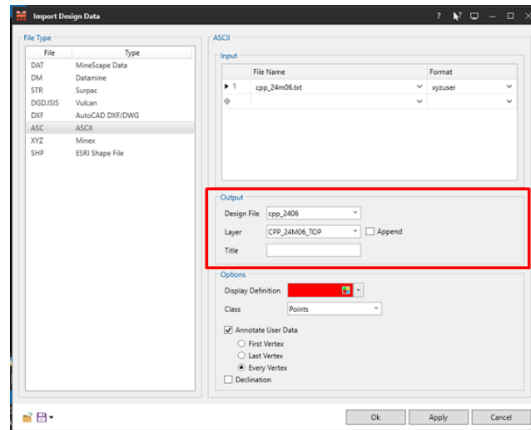 Import Design Data
File Type
File Type
DAT MineScape Data
DM Datamine
STR Surpac
DGD.ISIS Vulcan
DXF AutoCAD DXF/DWG
ASC ASCII
XYZ Minex
SHP ESRI Shape File
ASCII
Input
File Name Format
1 cpp_24m06.txt xyzuser
Output
Design File cpp_2406
Layer CPP_24M06_TOP Append
Title
Options
Display Definition
Class Points
Annotate User Data
First Vertex
Last Vertex
Every Vertex
Declination
Ok Apply Cancel